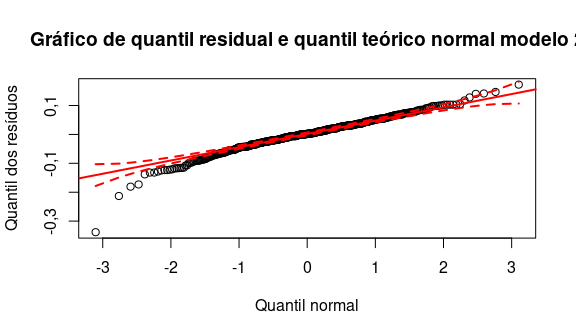 Gráfico de quantil residual e quantil teórico normal modelo 2
Quantil dos resíduos
0,1
-0,1
-0,3
-3 -2 -1 0 1 2 3
Quantil normal